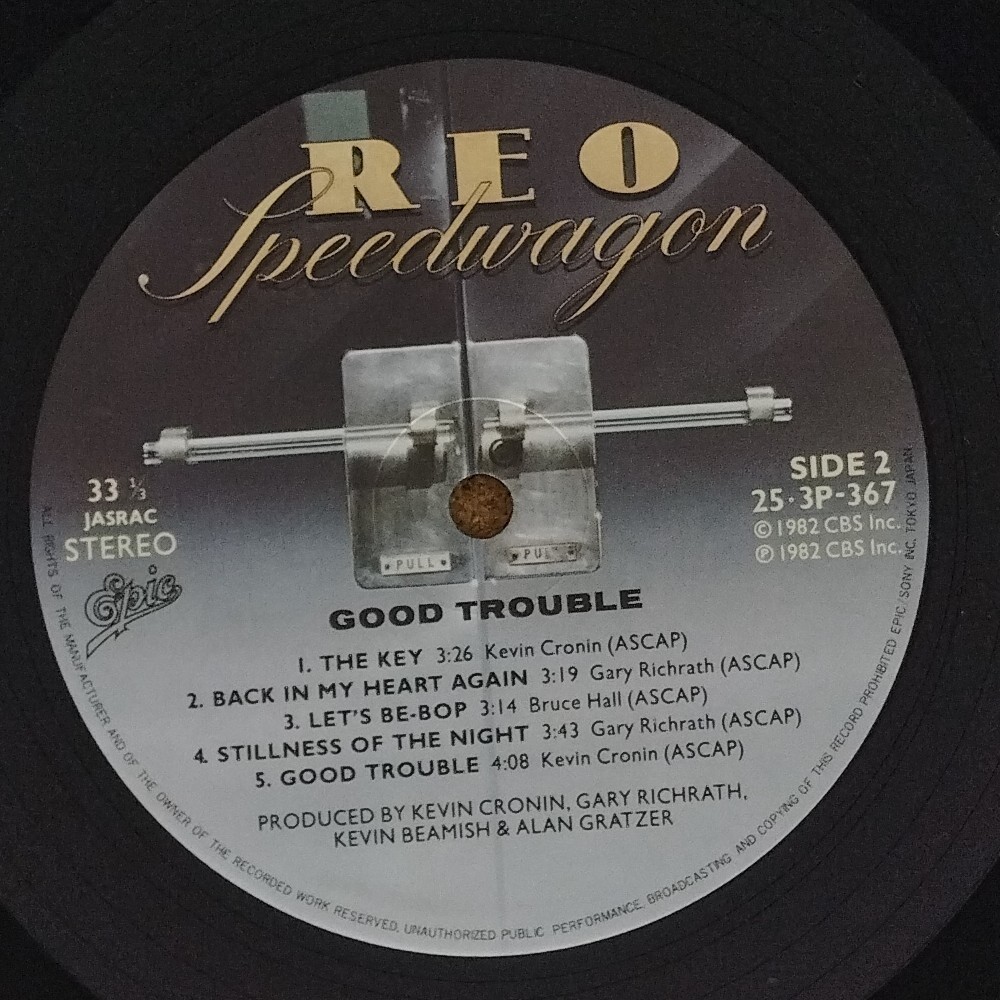 REO
Speedwagon
33 ⅓
JASRAC
STEREO
Epic
SIDE 2
25・3P-367
© 1982 CBS Inc.
℗ 1982 CBS Inc.
PULL
PULL
GOOD TROUBLE
1. THE KEY 3:26 Kevin Cronin (ASCAP)
2. BACK IN MY HEART AGAIN 3:19 Gary Richrath (ASCAP)
3. LET'S BE-BOP 3:14 Bruce Hall (ASCAP)
4. STILLNESS OF THE NIGHT 3:43 Gary Richrath (ASCAP)
5. GOOD TROUBLE 4:08 Kevin Cronin (ASCAP)
PRODUCED BY KEVIN CRONIN, GARY RICHRATH,
KEVIN BEAMISH & ALAN GRATZER
ALL RIGHTS OF THE MANUFACTURER AND OF THE OWNER OF THE RECORDED WORK RESERVED, UNAUTHORIZED PUBLIC PERFORMANCE, BROADCASTING AND COPYING OF THIS RECORD PROHIBITED EPIC/SONY INC. TOKYO JAPAN